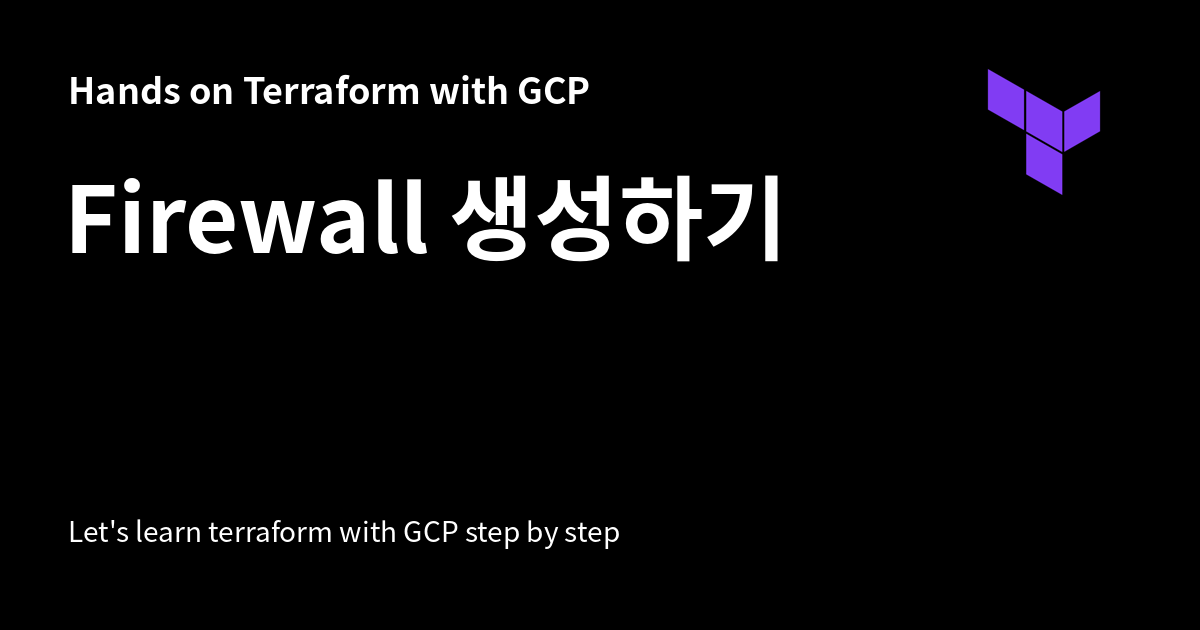 Hands on Terraform with GCP
Firewall 생성하기
Let's learn terraform with GCP step by step